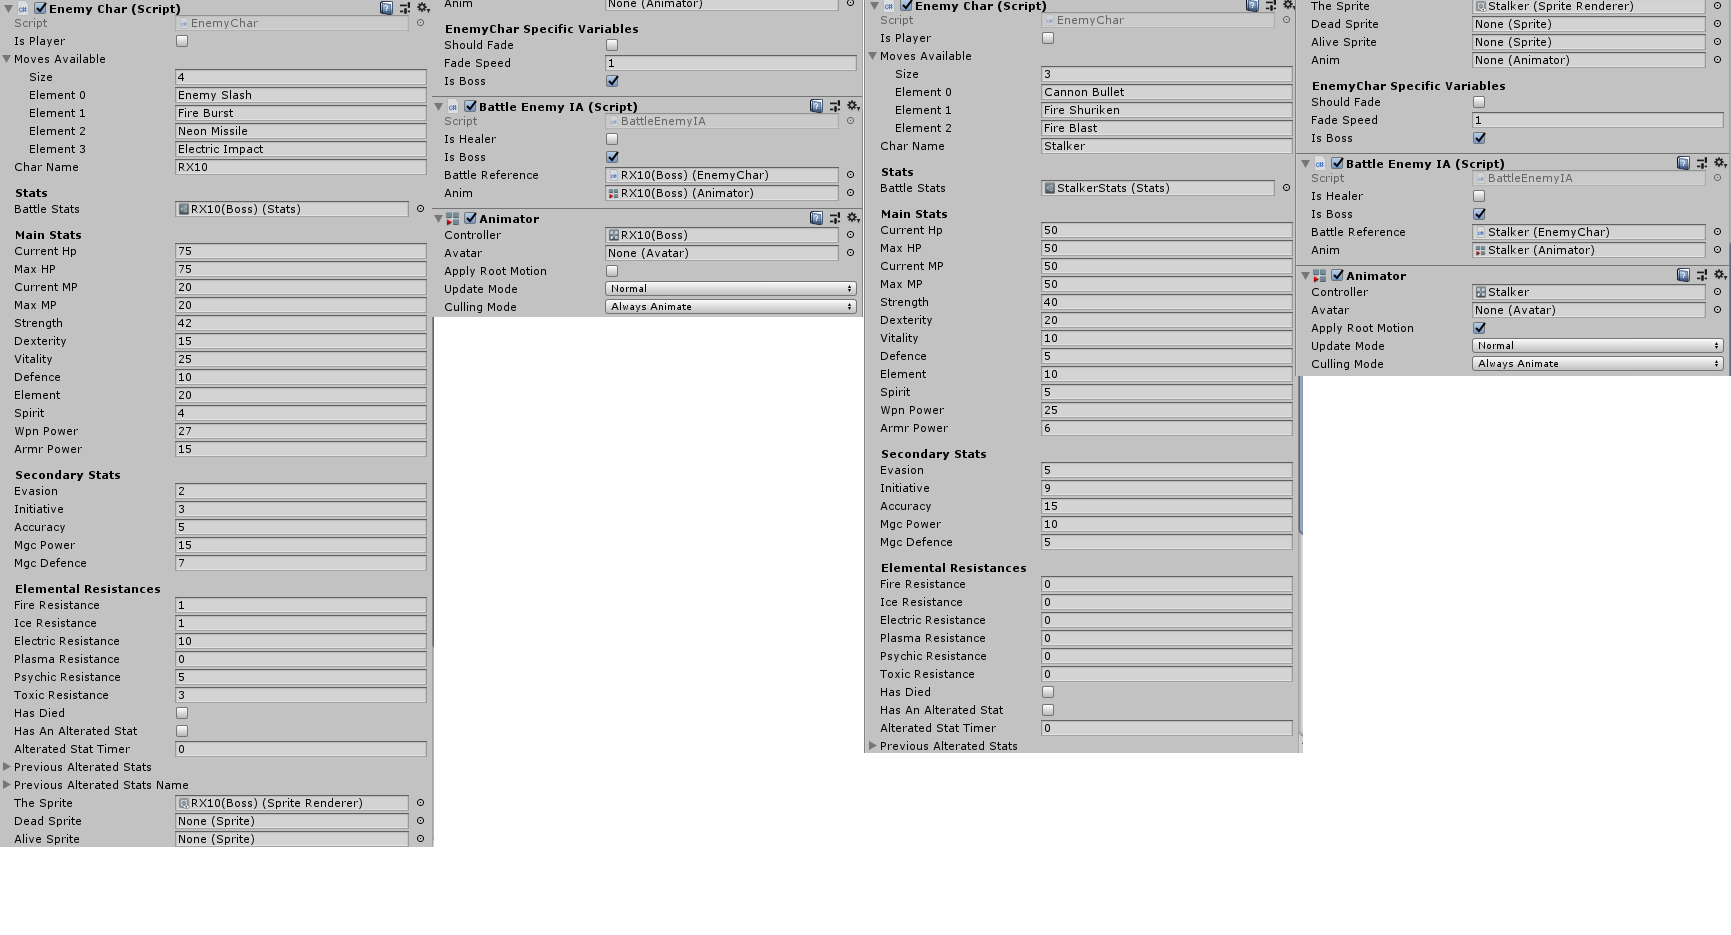 Enemy Char (Script)
Script EnemyChar
Is Player
Moves Available
Size 4
Element 0 Enemy Slash
Element 1 Fire Burst
Element 2 Neon Missile
Element 3 Electric Impact
Char Name RX10
Stats
Battle Stats RX10(Boss) (Stats)
Main Stats
Current Hp 75
Max HP 75
Current MP 20
Max MP 20
Strength 42
Dexterity 15
Vitality 25
Defence 10
Element 20
Spirit 4
Wpn Power 27
Armr Power 15
Secondary Stats
Evasion 2
Initiative 3
Accuracy 5
Mgc Power 15
Mgc Defence 7
Elemental Resistances
Fire Resistance 1
Ice Resistance 1
Electric Resistance 10
Plasma Resistance 0
Psychic Resistance 5
Toxic Resistance 3
Has Died
Has An Alterated Stat
Alterated Stat Timer 0
Previous Alterated Stats
Previous Alterated Stats Name
The Sprite RX10(Boss) (Sprite Renderer)
Dead Sprite None (Sprite)
Alive Sprite None (Sprite)
Anim None (Animator)
EnemyChar Specific Variables
Should Fade
Fade Speed 1
Is Boss
Battle Enemy IA (Script)
Script BattleEnemyIA
Is Healer
Is Boss
Battle Reference RX10(Boss) (EnemyChar)
Anim RX10(Boss) (Animator)
Animator
Controller RX10(Boss)
Avatar None (Avatar)
Apply Root Motion
Update Mode Normal
Culling Mode Always Animate
Enemy Char (Script)
Script EnemyChar
Is Player
Moves Available
Size 3
Element 0 Cannon Bullet
Element 1 Fire Shuriken
Element 2 Fire Blast
Char Name Stalker
Stats
Battle Stats StalkerStats (Stats)
Main Stats
Current Hp 50
Max HP 50
Current MP 50
Max MP 50
Strength 40
Dexterity 20
Vitality 10
Defence 5
Element 10
Spirit 5
Wpn Power 25
Armr Power 6
Secondary Stats
Evasion 5
Initiative 9
Accuracy 15
Mgc Power 10
Mgc Defence 5
Elemental Resistances
Fire Resistance 0
Ice Resistance 0
Electric Resistance 0
Plasma Resistance 0
Psychic Resistance 0
Toxic Resistance 0
Has Died
Has An Alterated Stat
Alterated Stat Timer 0
Previous Alterated Stats
The Sprite Stalker (Sprite Renderer)
Dead Sprite None (Sprite)
Alive Sprite None (Sprite)
Anim None (Animator)
EnemyChar Specific Variables
Should Fade
Fade Speed 1
Is Boss
Battle Enemy IA (Script)
Script BattleEnemyIA
Is Healer
Is Boss
Battle Reference Stalker (EnemyChar)
Anim Stalker (Animator)
Animator
Controller Stalker
Avatar None (Avatar)
Apply Root Motion
Update Mode Normal
Culling Mode Always Animate